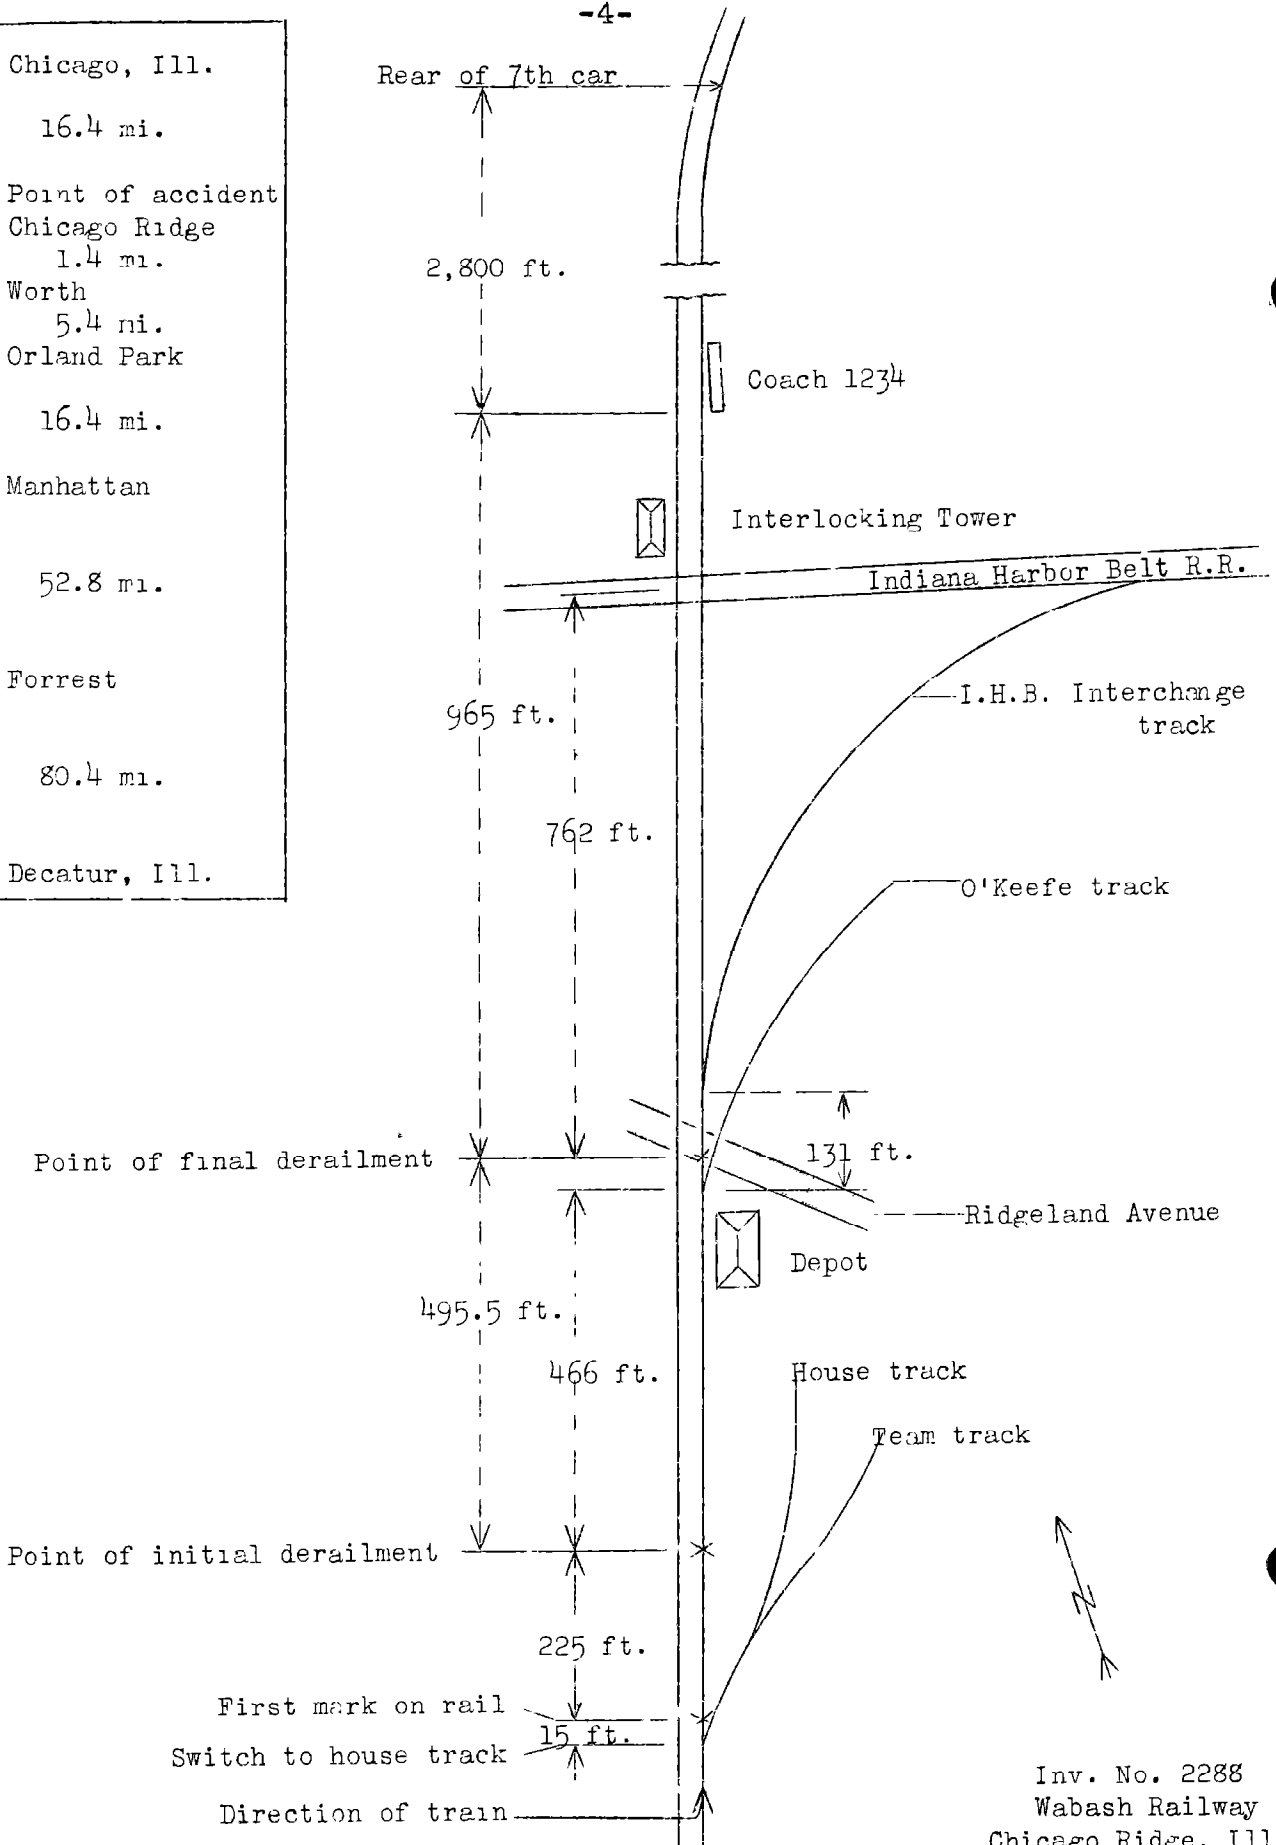 -4-
Chicago, Ill.
16.4 mi.
Point of accident
Chicago Ridge
1.4 mi.
Worth
5.4 mi.
Orland Park
16.4 mi.
Manhattan
52.8 mi.
Forrest
80.4 mi.
Decatur, Ill.
Rear of 7th car
2,800 ft.
Coach 1234
Interlocking Tower
Indiana Harbor Belt R.R.
I.H.B. Interchange
track
965 ft.
762 ft.
O'Keefe track
Point of final derailment
131 ft.
Ridgeland Avenue
Depot
495.5 ft.
466 ft.
House track
Team track
Point of initial derailment
N
225 ft.
First mark on rail
15 ft.
Switch to house track
Direction of train
Inv. No. 2288
Wabash Railway
Chicago Ridge, Ill